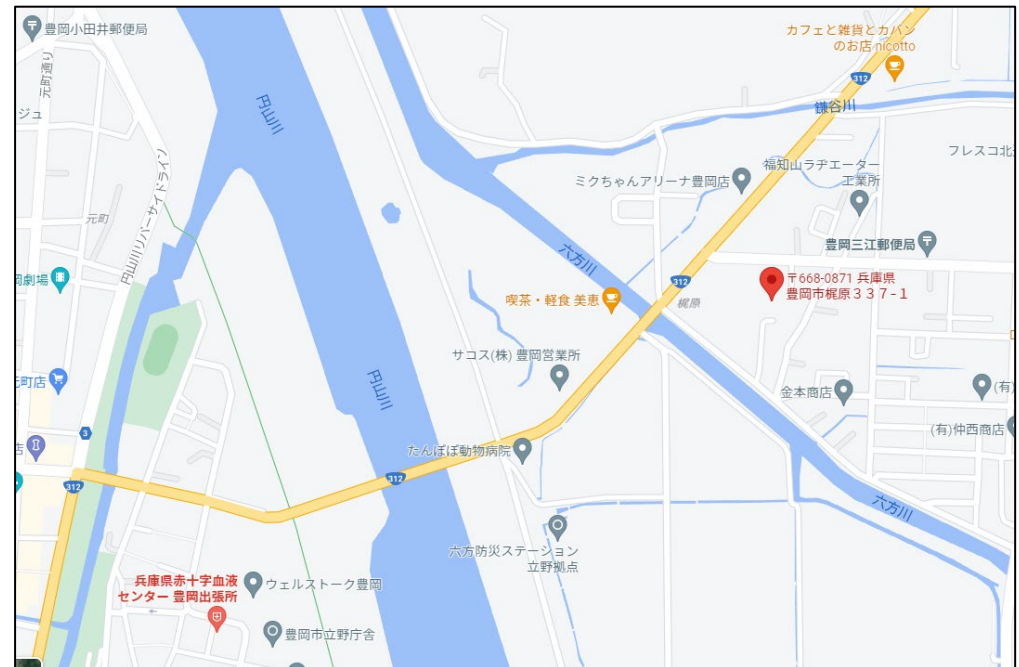 豊岡小田井郵便局
元町通り
ジュ
カフェと雑貨とカバン
のお店 nicotto
円山川
312
鎌谷川
フレスコ北
福知山ラヂエーター
工業所
ミクちゃんアリーナ豊岡店
元町
円山川リバーサイドライン
豊岡三江郵便局
六方川
岡劇場
312
〒668-0871 兵庫県
豊岡市梶原337-1
喫茶・軽食 美恵
梶原
サコス(株) 豊岡営業所
円山川
元町店
金本商店
(有)
3
店
(有)仲西商店
たんぽぽ動物病院
312
312
六方川
六方防災ステーション
立野拠点
兵庫県赤十字血液
センター 豊岡出張所
ウェルストーク豊岡
豊岡市立野庁舎